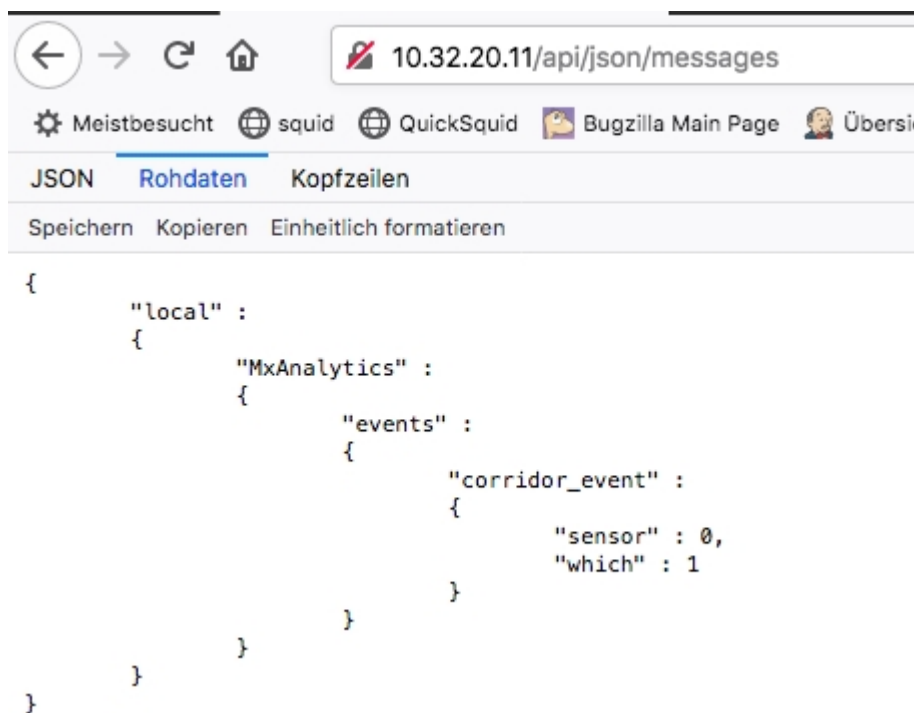 10.32.20.11/api/json/messages
Meistbesucht squid QuickSquid Bugzilla Main Page
JSON Rohdaten Kopfzeilen
Speichern Kopieren Einheitlich formatieren
{
"local" :
{
"MxAnalytics" :
{
"events" :
{
"corridor_event" :
{
"sensor" : 0,
"which" : 1
}
}
}
}
}